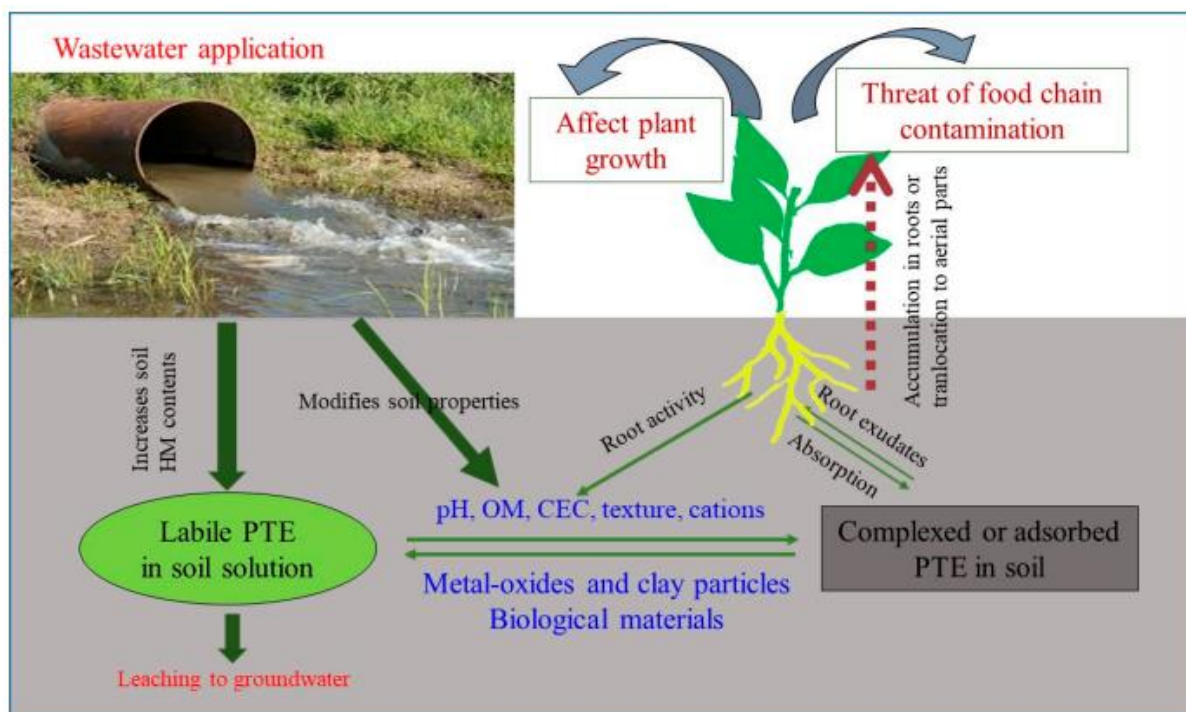 Wastewater application
Affect plant
growth
Threat of food chain
contamination
Accumulation in roots or
tranlocation to aerial parts
Increases soil
HM contents
Modifies soil properties
Root activity
Root exudates
Absorption
pH, OM, CEC, texture, cations
Labile PTE
in soil solution
Complexed or adsorbed
PTE in soil
Metal-oxides and clay particles
Biological materials
Leaching to groundwater